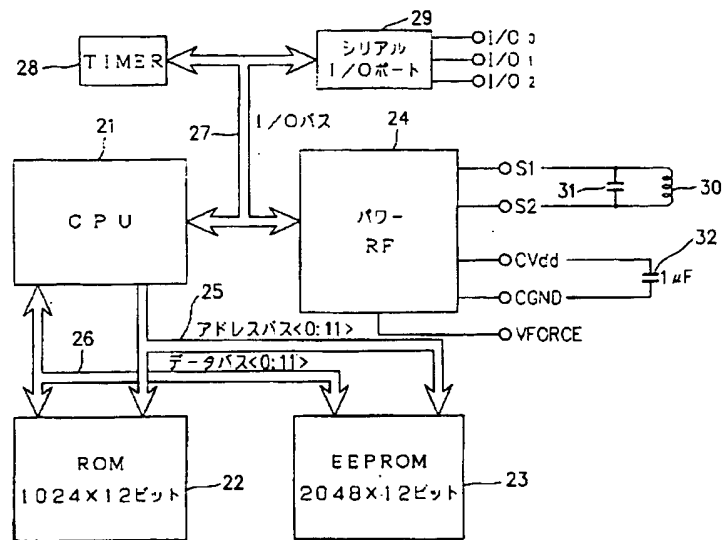 29
シリアル
I/Oポート
I/O 0
I/O 1
I/O 2
28
TIMER
27
I/Oバス
21
CPU
24
パワー
RF
S1
S2
31
30
CVdd
CGND
32
1μF
VFORCE
25
アドレスバス<0:11>
26
データバス<0:11>
ROM
1024×12ビット
22
EEPROM
2048×12ビット
23